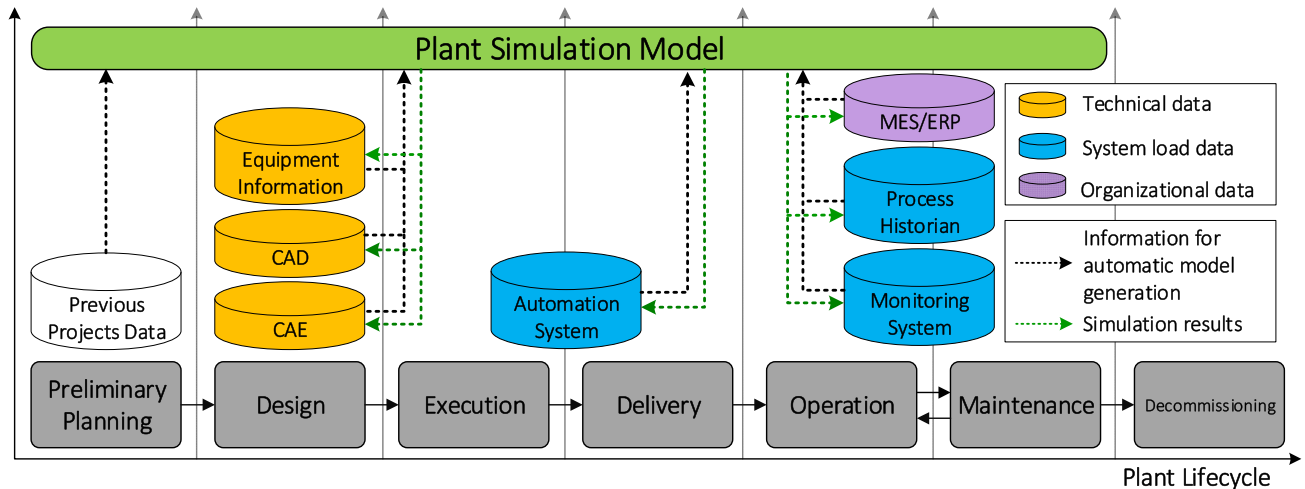 Plant Simulation Model
Equipment
Information
CAD
CAE
Previous
Projects Data
Automation
System
MES/ERP
Process
Historian
Monitoring
System
Technical data
System load data
Organizational data
Information for
automatic model
generation
Simulation results
Preliminary
Planning
Design
Execution
Delivery
Operation
Maintenance
Decommissioning
Plant Lifecycle